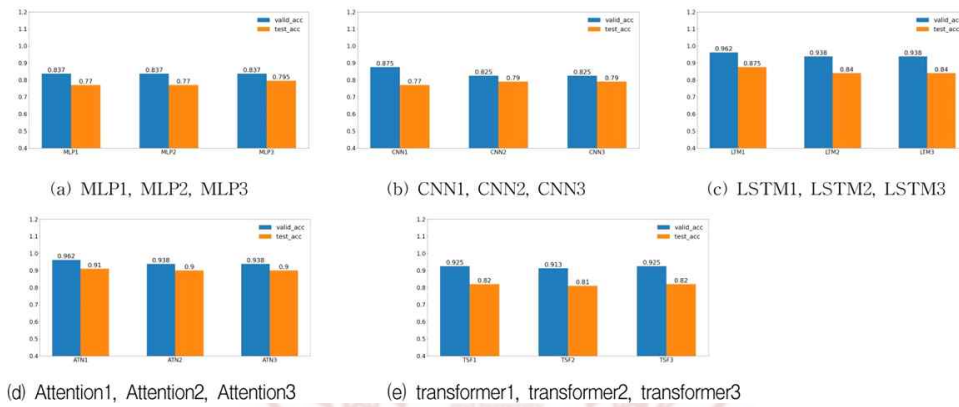 1.2
1.1
1.0
0.9
0.8
0.7
0.6
0.5
0.4
valid_acc
test_acc
0.837 0.77 0.837 0.77 0.837 0.795
MLP1 MLP2 MLP3
(a) MLP1, MLP2, MLP3
1.2
1.1
1.0
0.9
0.8
0.7
0.6
0.5
0.4
valid_acc
test_acc
0.875 0.77 0.825 0.79 0.825 0.79
CNN1 CNN2 CNN3
(b) CNN1, CNN2, CNN3
1.2
1.1
1.0
0.9
0.8
0.7
0.6
0.5
0.4
valid_acc
test_acc
0.962 0.875 0.938 0.84 0.938 0.84
LTM1 LTM2 LTM3
(c) LSTM1, LSTM2, LSTM3
1.2
1.1
1.0
0.9
0.8
0.7
0.6
0.5
0.4
valid_acc
test_acc
0.962 0.91 0.938 0.9 0.938 0.9
ATN1 ATN2 ATN3
(d) Attention1, Attention2, Attention3
1.2
1.1
1.0
0.9
0.8
0.7
0.6
0.5
0.4
valid_acc
test_acc
0.925 0.82 0.913 0.81 0.925 0.82
TSF1 TSF2 TSF3
(e) transformer1, transformer2, transformer3